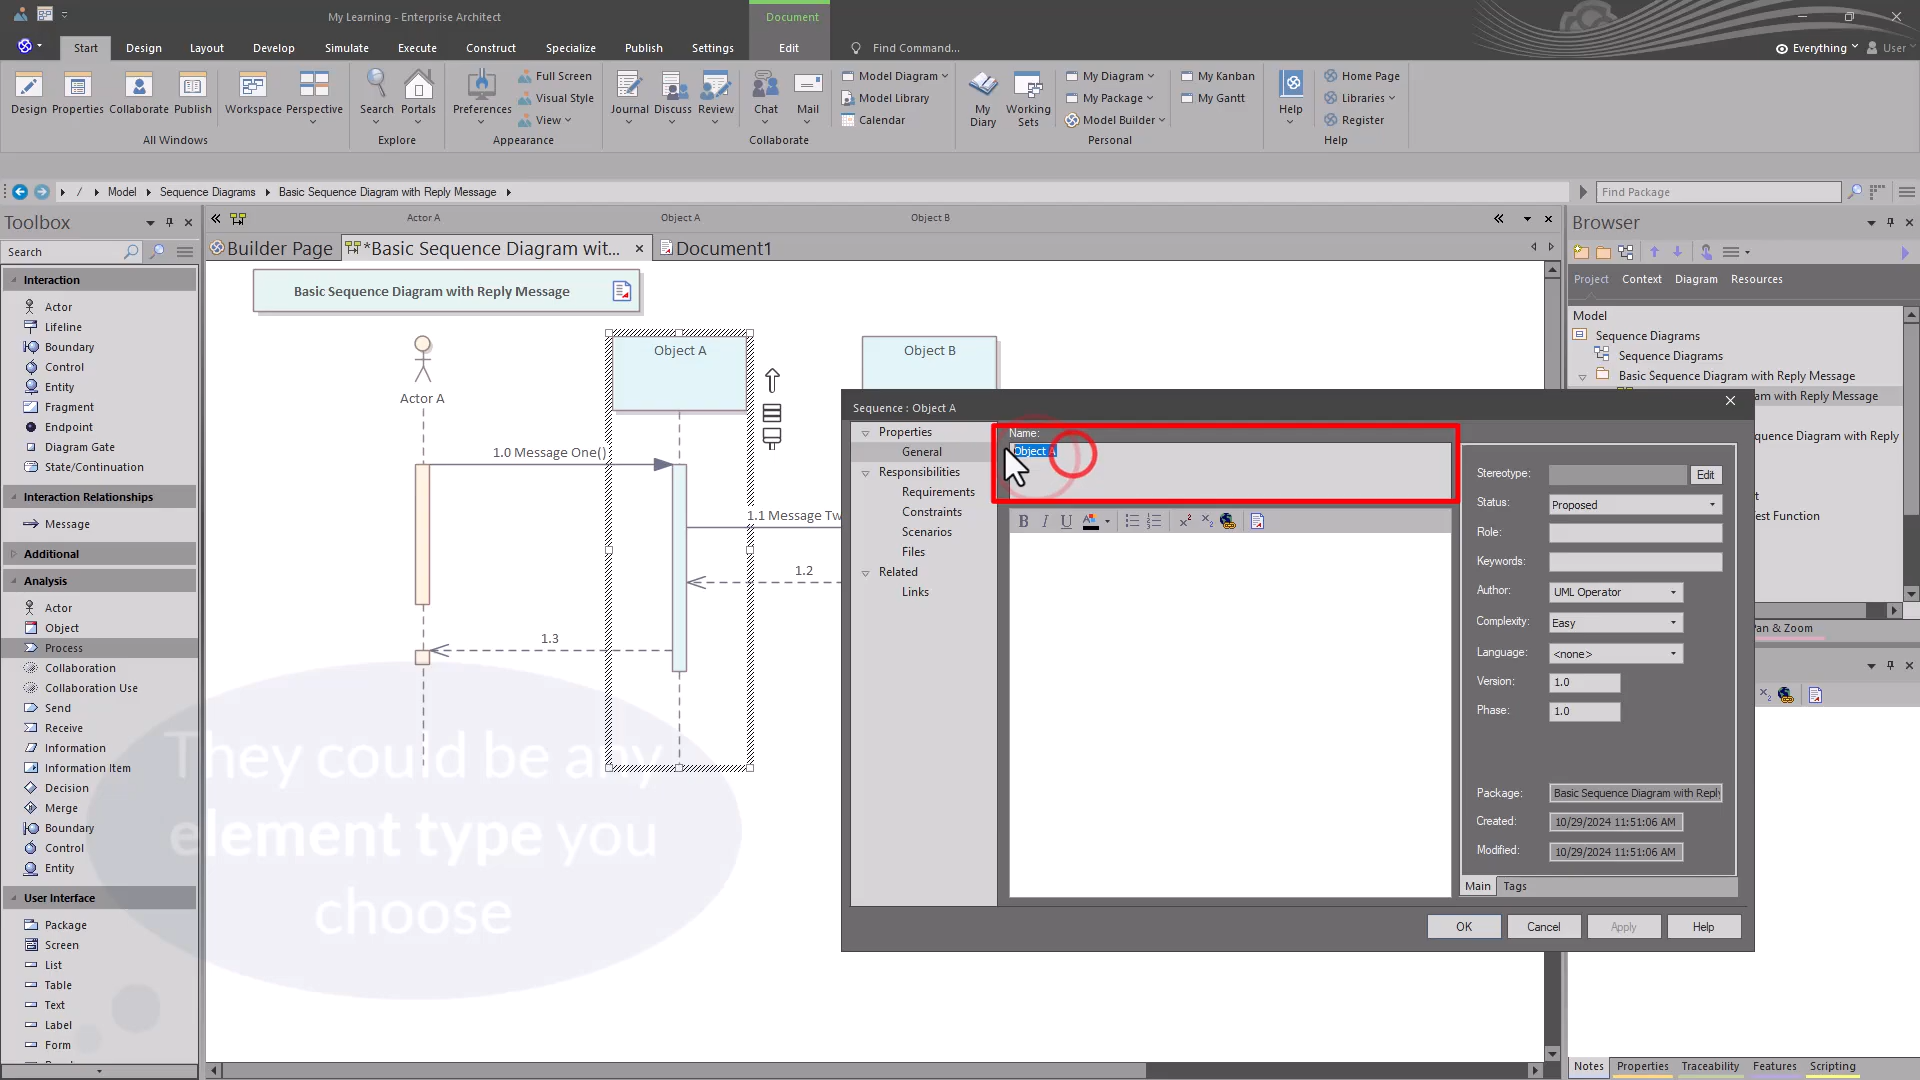 My Learning - Enterprise Architect
Document
Start
Design
Layout
Develop
Simulate
Execute
Construct
Specialize
Publish
Settings
Edit
Find Command...
Everything
User
Design
Properties
Collaborate
Publish
All Windows
Workspace
Perspective
Search
Portals
Explore
Preferences
Full Screen
Visual Style
View
Appearance
Journal
Discuss
Review
Chat
Mail
Model Diagram
Model Library
Calendar
Collaborate
My
Diary
Working
Sets
My Diagram
My Package
Model Builder
My Kanban
My Gantt
Personal
Help
Home Page
Libraries
Register
Help
/
Model
Sequence Diagrams
Basic Sequence Diagram with Reply Message
Find Package
Toolbox
Search
Interaction
Actor
Lifeline
Boundary
Control
Entity
Fragment
Endpoint
Diagram Gate
State/Continuation
Interaction Relationships
Message
Additional
Analysis
Actor
Object
Process
Collaboration
Collaboration Use
Send
Receive
Information
Information Item
Decision
Merge
Boundary
Control
Entity
User Interface
Package
Screen
List
Table
Text
Label
Form
Actor A
Object A
Object B
Builder Page
*Basic Sequence Diagram wit...
Document1
Basic Sequence Diagram with Reply Message
Object A
Object B
Actor A
1.0 Message One()
1.1 Message Tw
1.2
1.3
They could be any
element type you
choose
Sequence : Object A
Properties
General
Responsibilities
Requirements
Constraints
Scenarios
Files
Related
Links
Name:
Object A
B I U
Stereotype:
Edit
Status:
Proposed
Role:
Keywords:
Author:
UML Operator
Complexity:
Easy
Language:
<none>
Version:
1.0
Phase:
1.0
Package:
Basic Sequence Diagram with Reply
Created:
10/29/2024 11:51:06 AM
Modified:
10/29/2024 11:51:06 AM
Main
Tags
OK
Cancel
Apply
Help
Browser
Project
Context
Diagram
Resources
Model
Sequence Diagrams
Sequence Diagrams
Basic Sequence Diagram with Reply Message
am with Reply Message
quence Diagram with Reply
est Function
an & Zoom
Notes
Properties
Traceability
Features
Scripting